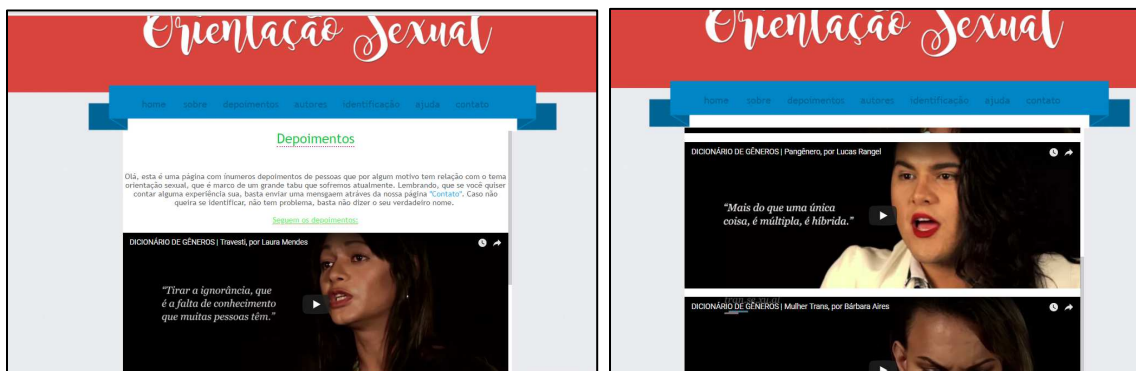 Orientação Sexual
home sobre depoimentos autores identificação ajuda contato
Depoimentos
Olá, esta é uma página com inumeros depoimentos de pessoas que por algum motivo tem relação com o tema
orientação sexual, que é marco de um grande tabu que sofremos atualmente. Lembrando, que se você quiser
contar alguma experiência sua, basta enviar uma mensgaem atráves da nossa página "Contato". Caso não
queira se identificar, não tem problema, basta não dizer o seu verdadeiro nome.
Seguem os depoimentos:
DICIONÁRIO DE GÊNEROS | Travesti, por Laura Mendes
"Tirar a ignorância, que
é a falta de conhecimento
que muitas pessoas têm."
Orientação Sexual
home sobre depoimentos autores identificação ajuda contato
DICIONÁRIO DE GÊNEROS | Pangênero, por Lucas Rangel
"Mais do que uma única
coisa, é múltipla, é híbrida."
DICIONÁRIO DE GÊNEROS | Mulher Trans, por Bárbara Aires